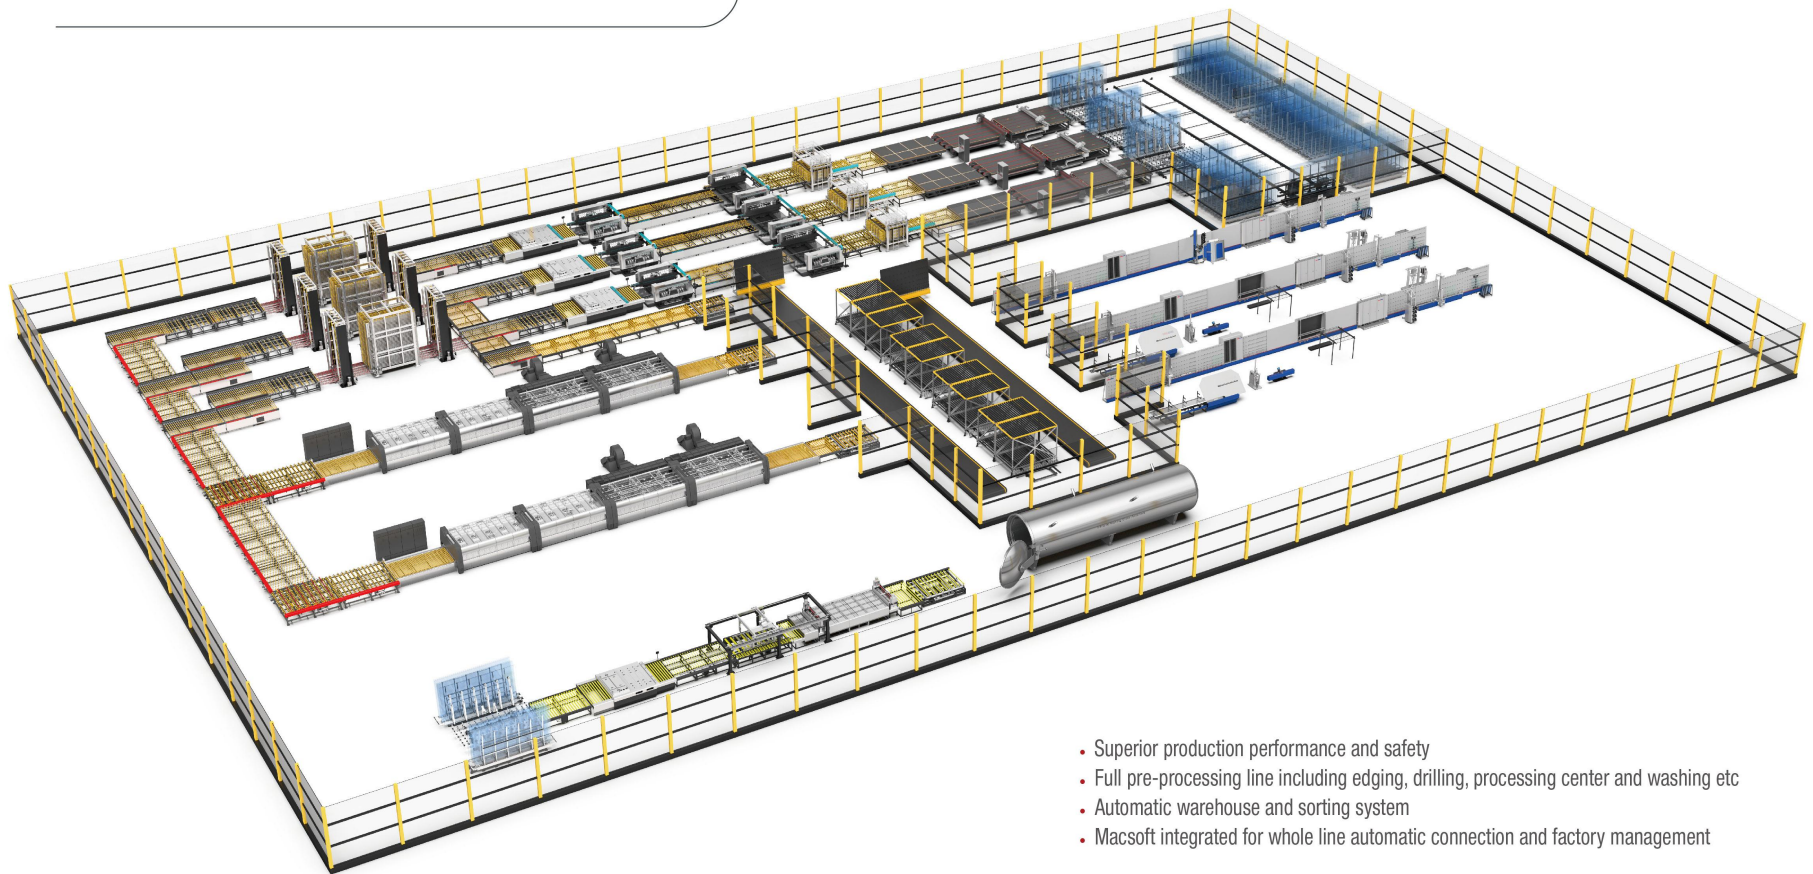 • Superior production performance and safety
• Full pre-processing line including edging, drilling, processing center and washing etc
• Automatic warehouse and sorting system
• Macsoft integrated for whole line automatic connection and factory management